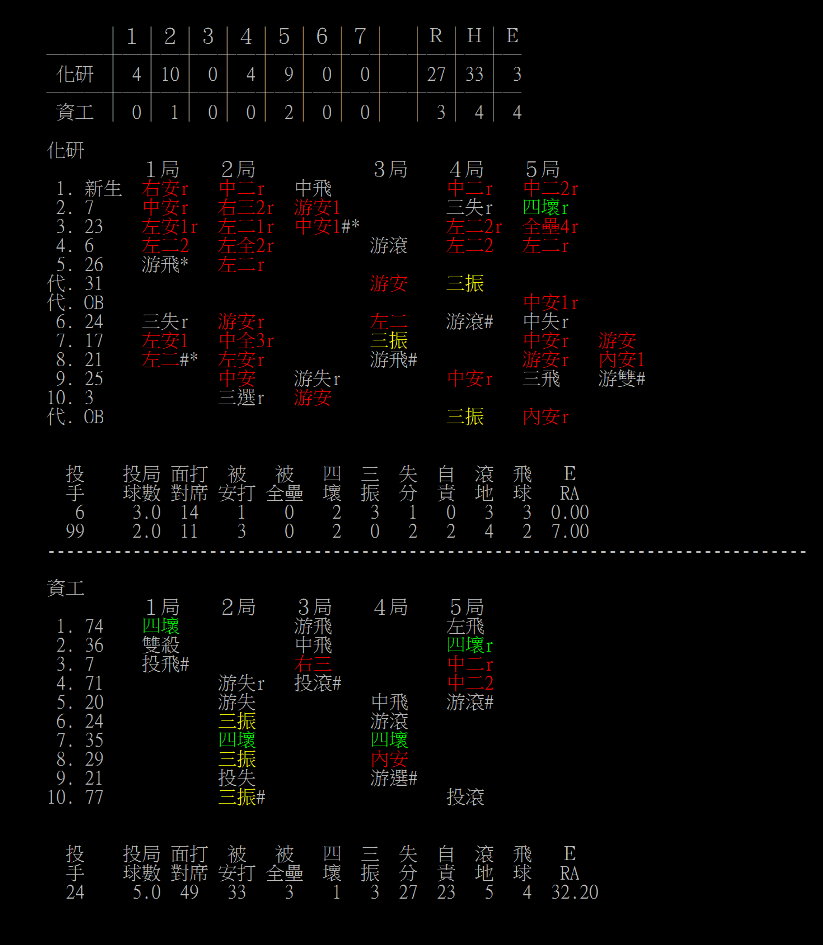 1 2 3 4 5 6 7 R H E
化研 4 10 0 4 9 0 0 27 33 3
資工 0 1 0 0 2 0 0 3 4 4
化研
1局 2局 3局 4局 5局
1. 新生 右安r 中二r 中飛 中二r 中二2r
2. 7 中安r 右三2r 游安1 三失r 四壞r
3. 23 左安1r 左二1r 中安1#* 左二2r 全壘4r
4. 6 左二2 左全2r 游滾 左二2 左二r
5. 26 游飛* 左二r
代. 31 游安 三振
代. OB 中安1r
6. 24 三失r 游安r 左二 游滾# 中失r
7. 17 左安1 中全3r 三振 中安r 游安
8. 21 左二#* 左安r 游飛# 游安r 內安1
9. 25 中安 游失r 中安r 三飛 游雙#
10. 3 三選r 游安
代. OB 三振 內安r
投 投局 面打 被 被 四 三 失 自 滾 飛 E
手 球數 對席 安打 全壘 壞 振 分 責 地 球 RA
6 3.0 14 1 0 2 3 1 0 3 3 0.00
99 2.0 11 3 0 2 0 2 2 4 2 7.00
--------------------------------------------------------------------------------
資工
1局 2局 3局 4局 5局
1. 74 四壞 游飛 左飛
2. 36 雙殺 中飛 四壞r
3. 7 投飛# 右三 中二r
4. 71 游失r 投滾# 中二2
5. 20 游失 中飛 游滾#
6. 24 三振 游滾
7. 35 四壞 四壞
8. 29 三振 內安
9. 21 投失 游選#
10. 77 三振# 投滾
投 投局 面打 被 被 四 三 失 自 滾 飛 E
手 球數 對席 安打 全壘 壞 振 分 責 地 球 RA
24 5.0 49 33 3 1 3 27 23 5 4 32.20